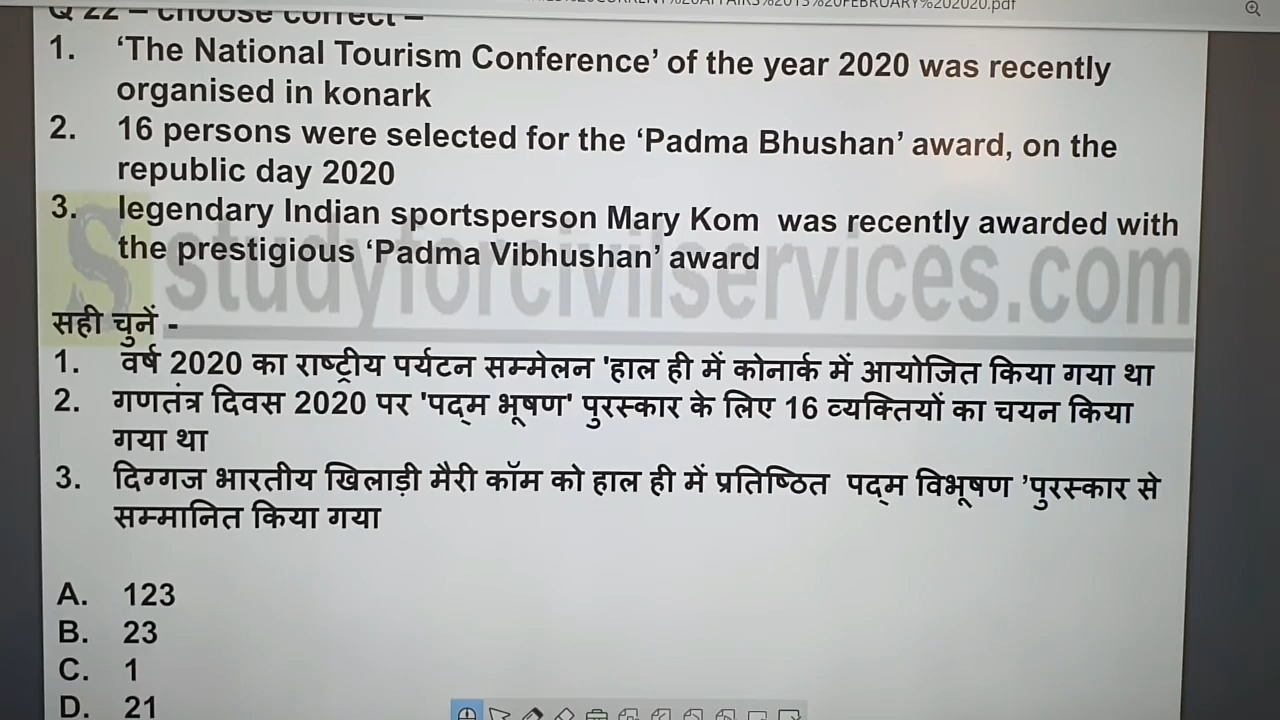 Q 22 – choose correct –
1. ‘The National Tourism Conference’ of the year 2020 was recently
organised in konark
2. 16 persons were selected for the ‘Padma Bhushan’ award, on the
republic day 2020
3. legendary Indian sportsperson Mary Kom was recently awarded with
the prestigious ‘Padma Vibhushan’ award
studyforcivilservices.com
सही चुनें -
1. वर्ष 2020 का राष्ट्रीय पर्यटन सम्मेलन 'हाल ही में कोनार्क में आयोजित किया गया था
2. गणतंत्र दिवस 2020 पर 'पद्म भूषण' पुरस्कार के लिए 16 व्यक्तियों का चयन किया
गया था
3. दिग्गज भारतीय खिलाड़ी मैरी कॉम को हाल ही में प्रतिष्ठित पद्म विभूषण 'पुरस्कार से
सम्मानित किया गया
A. 123
B. 23
C. 1
D. 21